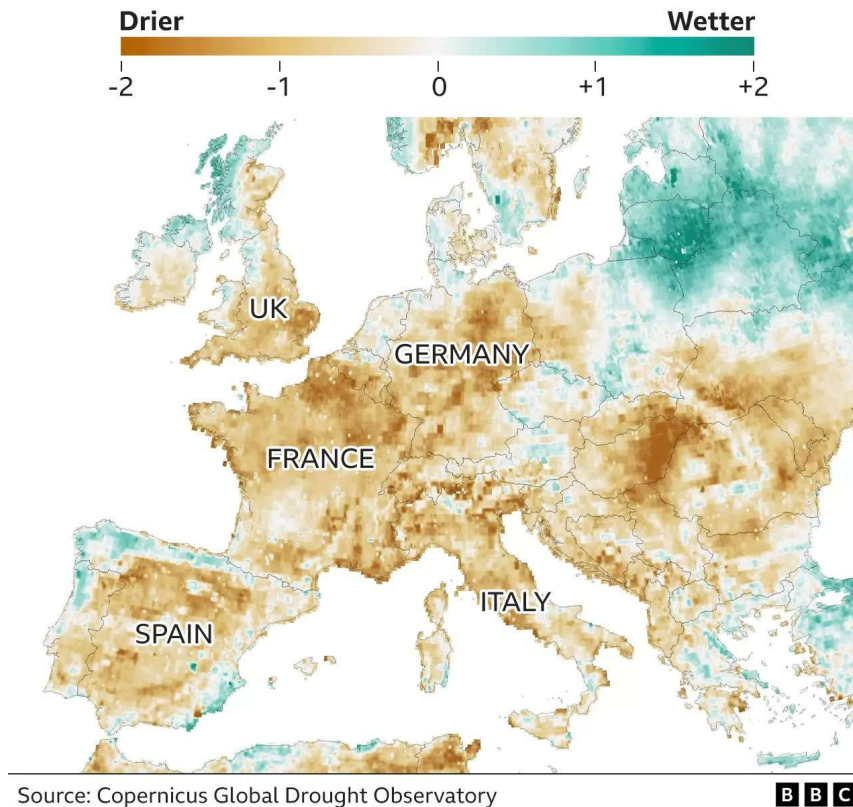 Drier Wetter
-2 -1 0 +1 +2
UK
GERMANY
FRANCE
ITALY
SPAIN
Source: Copernicus Global Drought Observatory BBC